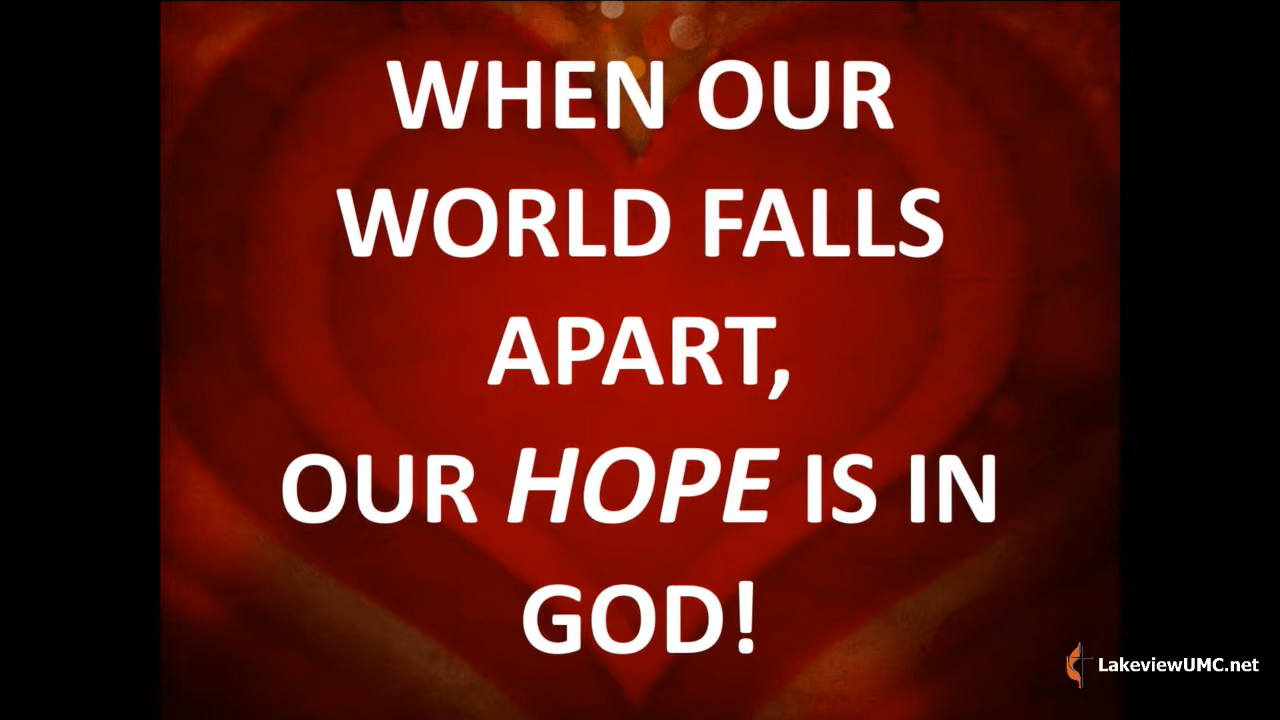 WHEN OUR
WORLD FALLS
APART,
OUR HOPE IS IN
GOD!
LakeviewUMC.net